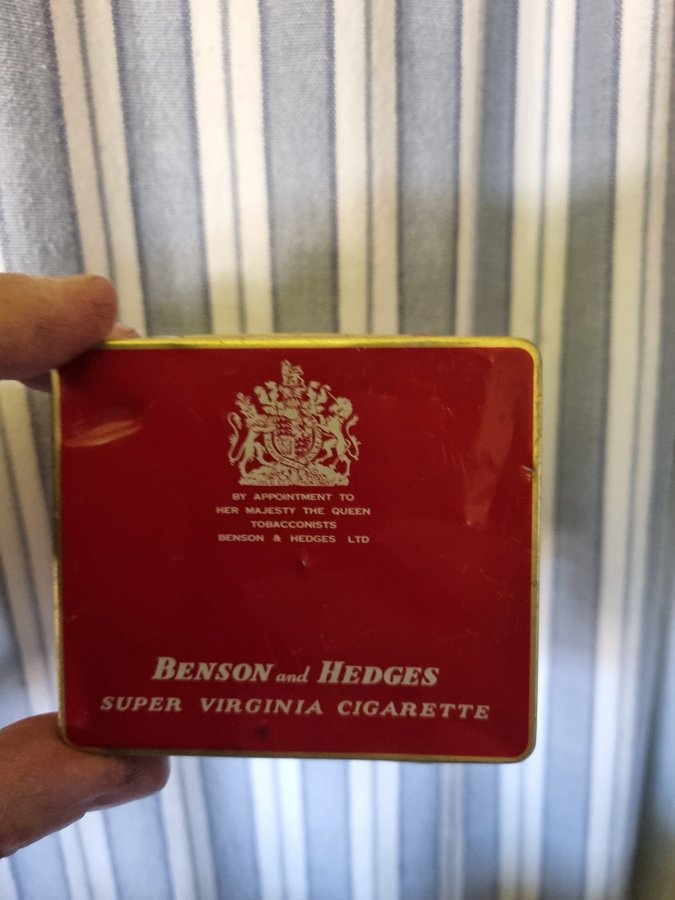 BY APPOINTMENT TO
HER MAJESTY THE QUEEN
TOBACCONISTS
BENSON & HEDGES LTD
BENSON and HEDGES
SUPER VIRGINIA CIGARETTE